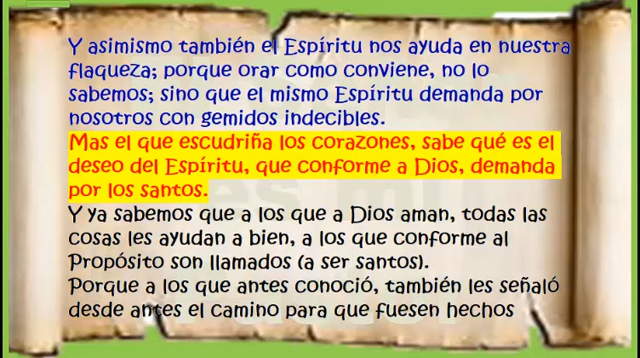 Y asimismo también el Espíritu nos ayuda en nuestra
flaqueza; porque orar como conviene, no lo
sabemos; sino que el mismo Espíritu demanda por
nosotros con gemidos indecibles.
Mas el que escudriña los corazones, sabe qué es el
deseo del Espíritu, que conforme a Dios, demanda
por los santos.
Y ya sabemos que a los que a Dios aman, todas las
cosas les ayudan a bien, a los que conforme al
Propósito son llamados (a ser santos).
Porque a los que antes conoció, también les señaló
desde antes el camino para que fuesen hechos